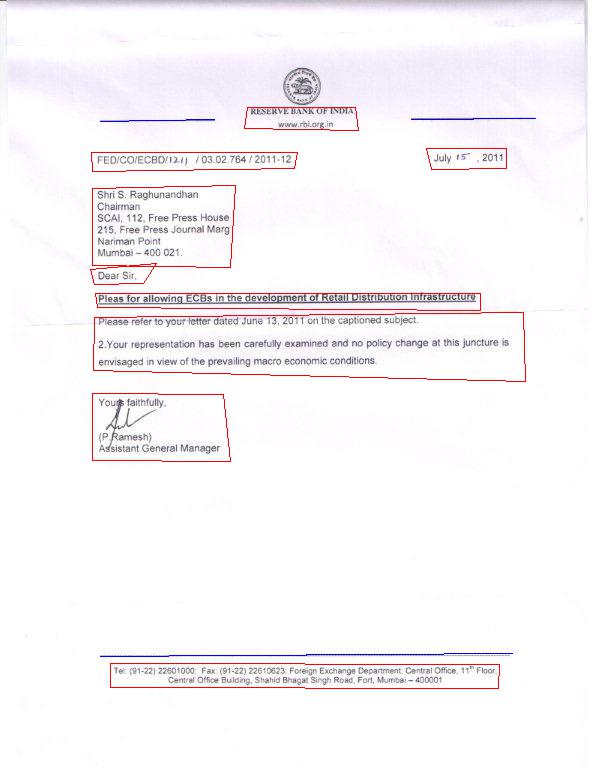 RESERVE BANK OF INDIA
www.rbi.org.in
FED/CO/ECBD/1211 / 03.02.764 / 2011-12
July 15 , 2011
Shri S. Raghunandhan
Chairman
SCAI, 112, Free Press House
215, Free Press Journal Marg
Nariman Point
Mumbai – 400 021.
Dear Sir,
Pleas for allowing ECBs in the development of Retail Distribution Infrastructure
Please refer to your letter dated June 13, 2011 on the captioned subject.
2.Your representation has been carefully examined and no policy change at this juncture is
envisaged in view of the prevailing macro economic conditions.
Yours faithfully,
(P.Ramesh)
Assistant General Manager
Tel: (91-22) 22601000; Fax: (91-22) 22610623. Foreign Exchange Department, Central Office, 11th Floor,
Central Office Building, Shahid Bhagat Singh Road, Fort, Mumbai – 400001